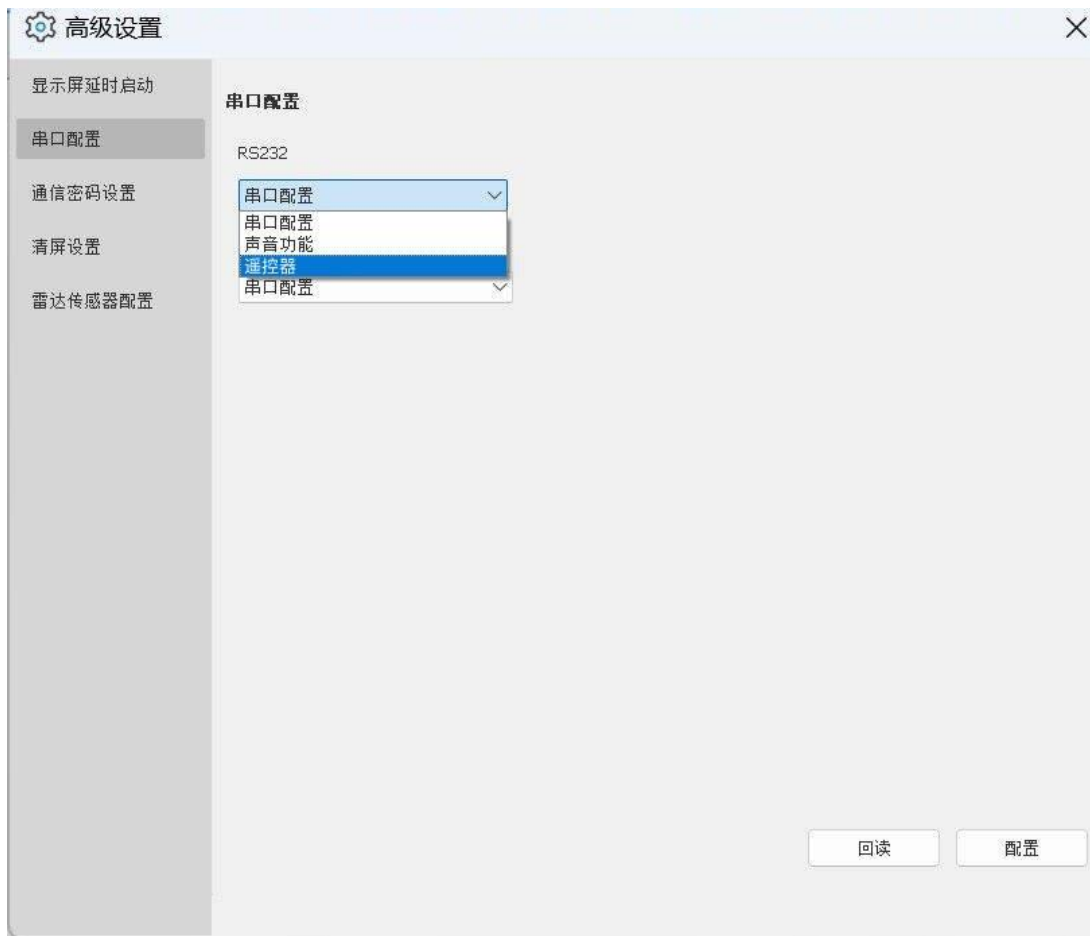 高级设置
显示屏延时启动
串口配置
通信密码设置
清屏设置
雷达传感器配置
串口配置
RS232
串口配置
串口配置
声音功能
遥控器
串口配置
回读
配置